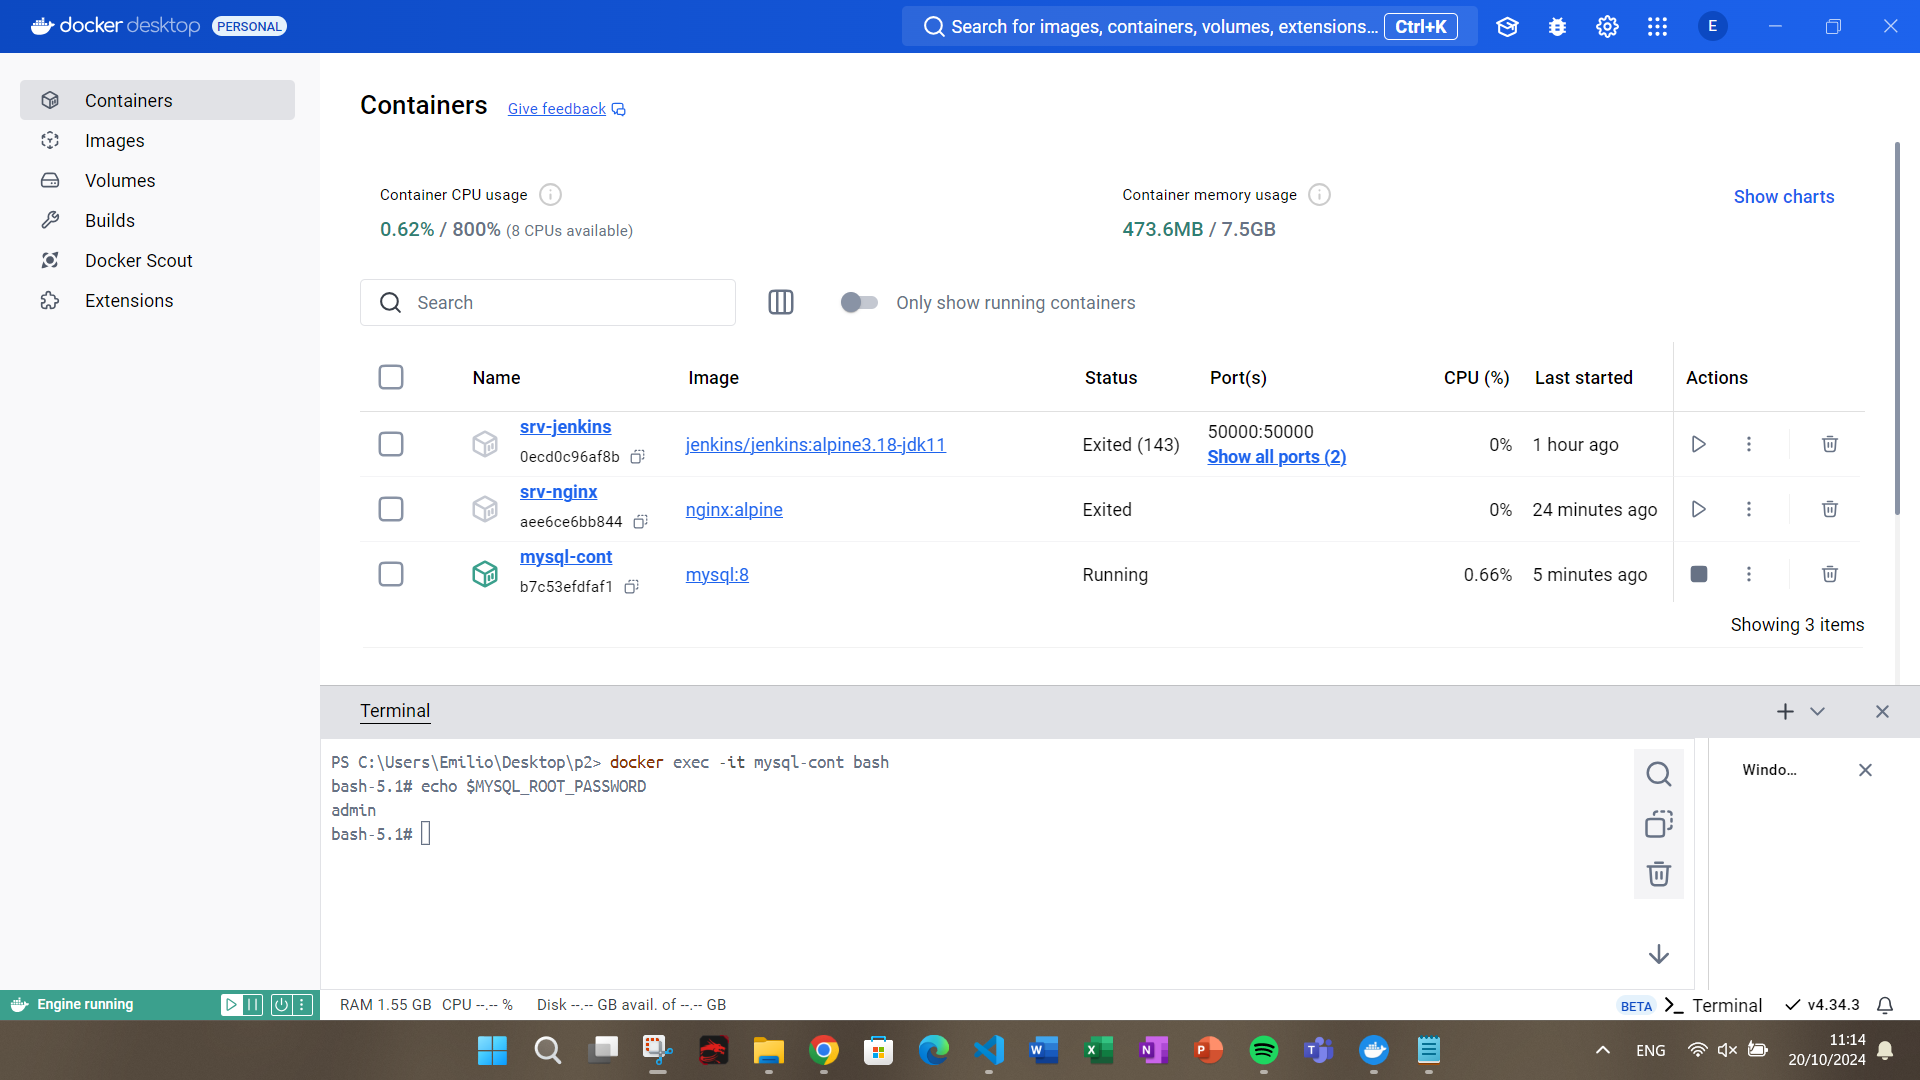 docker desktop PERSONAL
Search for images, containers, volumes, extensions... Ctrl+K
E
Containers
Images
Volumes
Builds
Docker Scout
Extensions
Containers Give feedback
Container CPU usage
0.62% / 800% (8 CPUs available)
Container memory usage
473.6MB / 7.5GB
Show charts
Search
Only show running containers
Name Image Status Port(s) CPU (%) Last started Actions
srv-jenkins
0ecd0c96af8b
jenkins/jenkins:alpine3.18-jdk11
Exited (143)
50000:50000
Show all ports (2)
0%
1 hour ago
srv-nginx
aee6ce6bb844
nginx:alpine
Exited
0%
24 minutes ago
mysql-cont
b7c53efdfaf1
mysql:8
Running
0.66%
5 minutes ago
Showing 3 items
Terminal
PS C:\Users\Emilio\Desktop\p2> docker exec -it mysql-cont bash
bash-5.1# echo $MYSQL_ROOT_PASSWORD
admin
bash-5.1#
Windo...
Engine running
RAM 1.55 GB CPU --.-- % Disk --.-- GB avail. of --.-- GB
BETA Terminal v4.34.3
ENG
11:14
20/10/2024